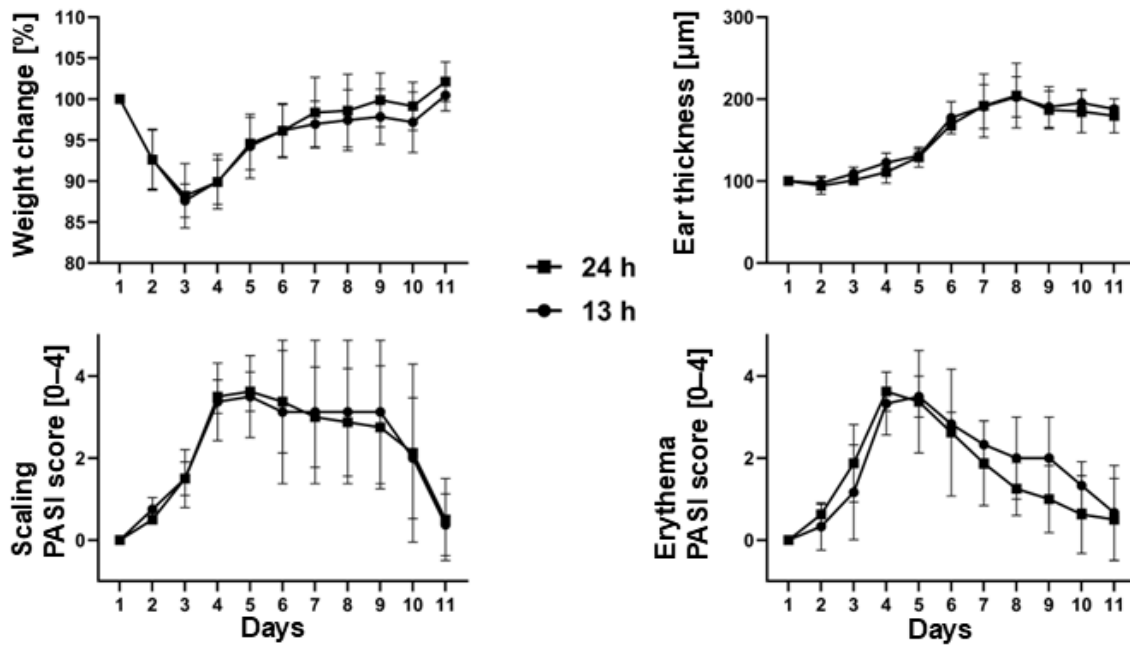 Weight change [%]
110
105
100
95
90
85
80
1 2 3 4 5 6 7 8 9 10 11
Ear thickness [µm]
300
200
100
1 2 3 4 5 6 7 8 9 10 11
24 h
13 h
Scaling
PASI score [0–4]
4
2
0
1 2 3 4 5 6 7 8 9 10 11
Days
Erythema
PASI score [0–4]
4
2
0
1 2 3 4 5 6 7 8 9 10 11
Days